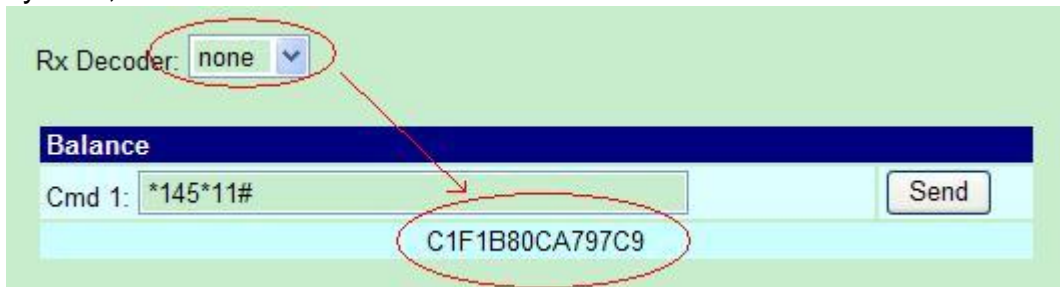 Rx Decoder: none
Balance
Cmd 1: *145*11# Send
C1F1B80CA797C9